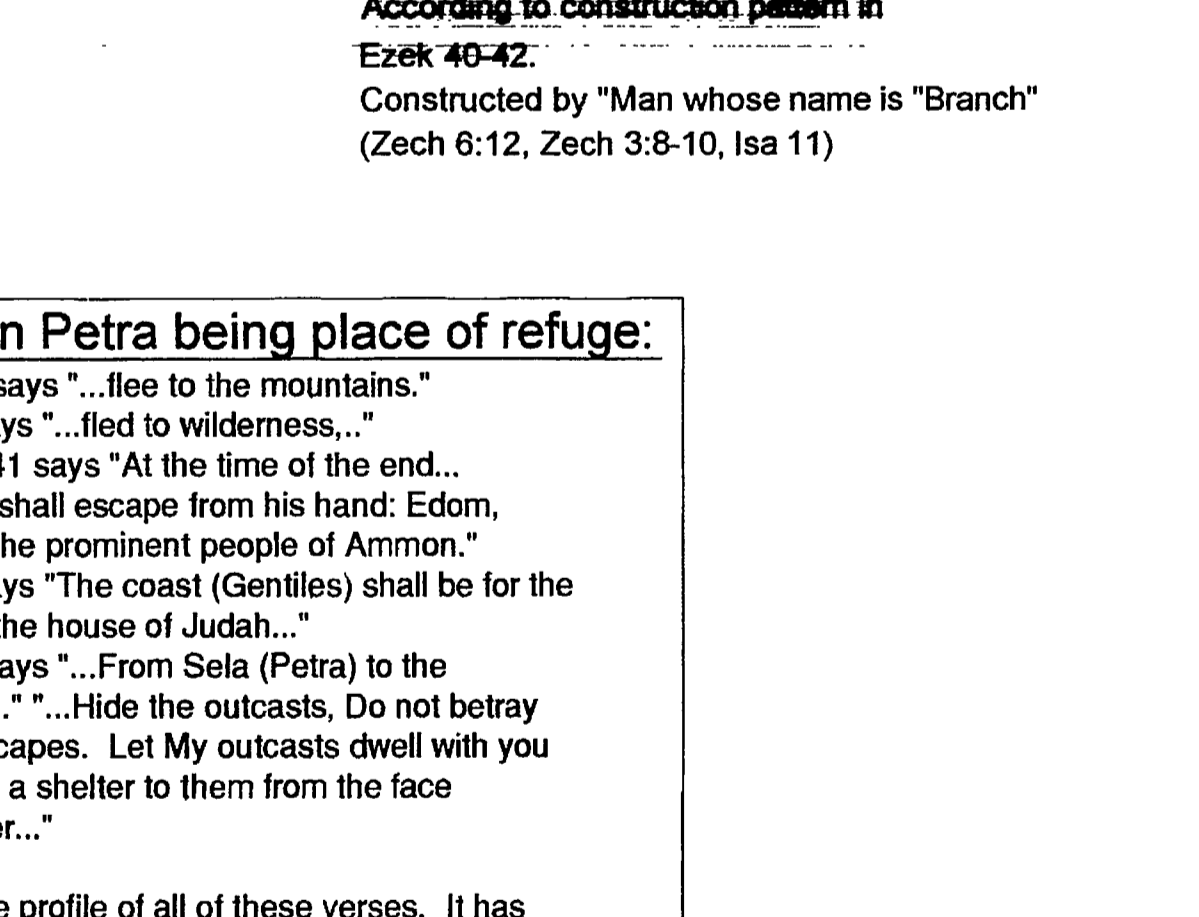 According to construction pattern in
Ezek 40-42.
Constructed by "Man whose name is "Branch"
(Zech 6:12, Zech 3:8-10, Isa 11)
n Petra being place of refuge:
says "...flee to the mountains."
ys "...fled to wilderness,.."
41 says "At the time of the end...
shall escape from his hand: Edom,
he prominent people of Ammon."
ys "The coast (Gentiles) shall be for the
the house of Judah..."
ays "...From Sela (Petra) to the
." "...Hide the outcasts, Do not betray
capes. Let My outcasts dwell with you
a shelter to them from the face
er..."
e profile of all of these verses. It has